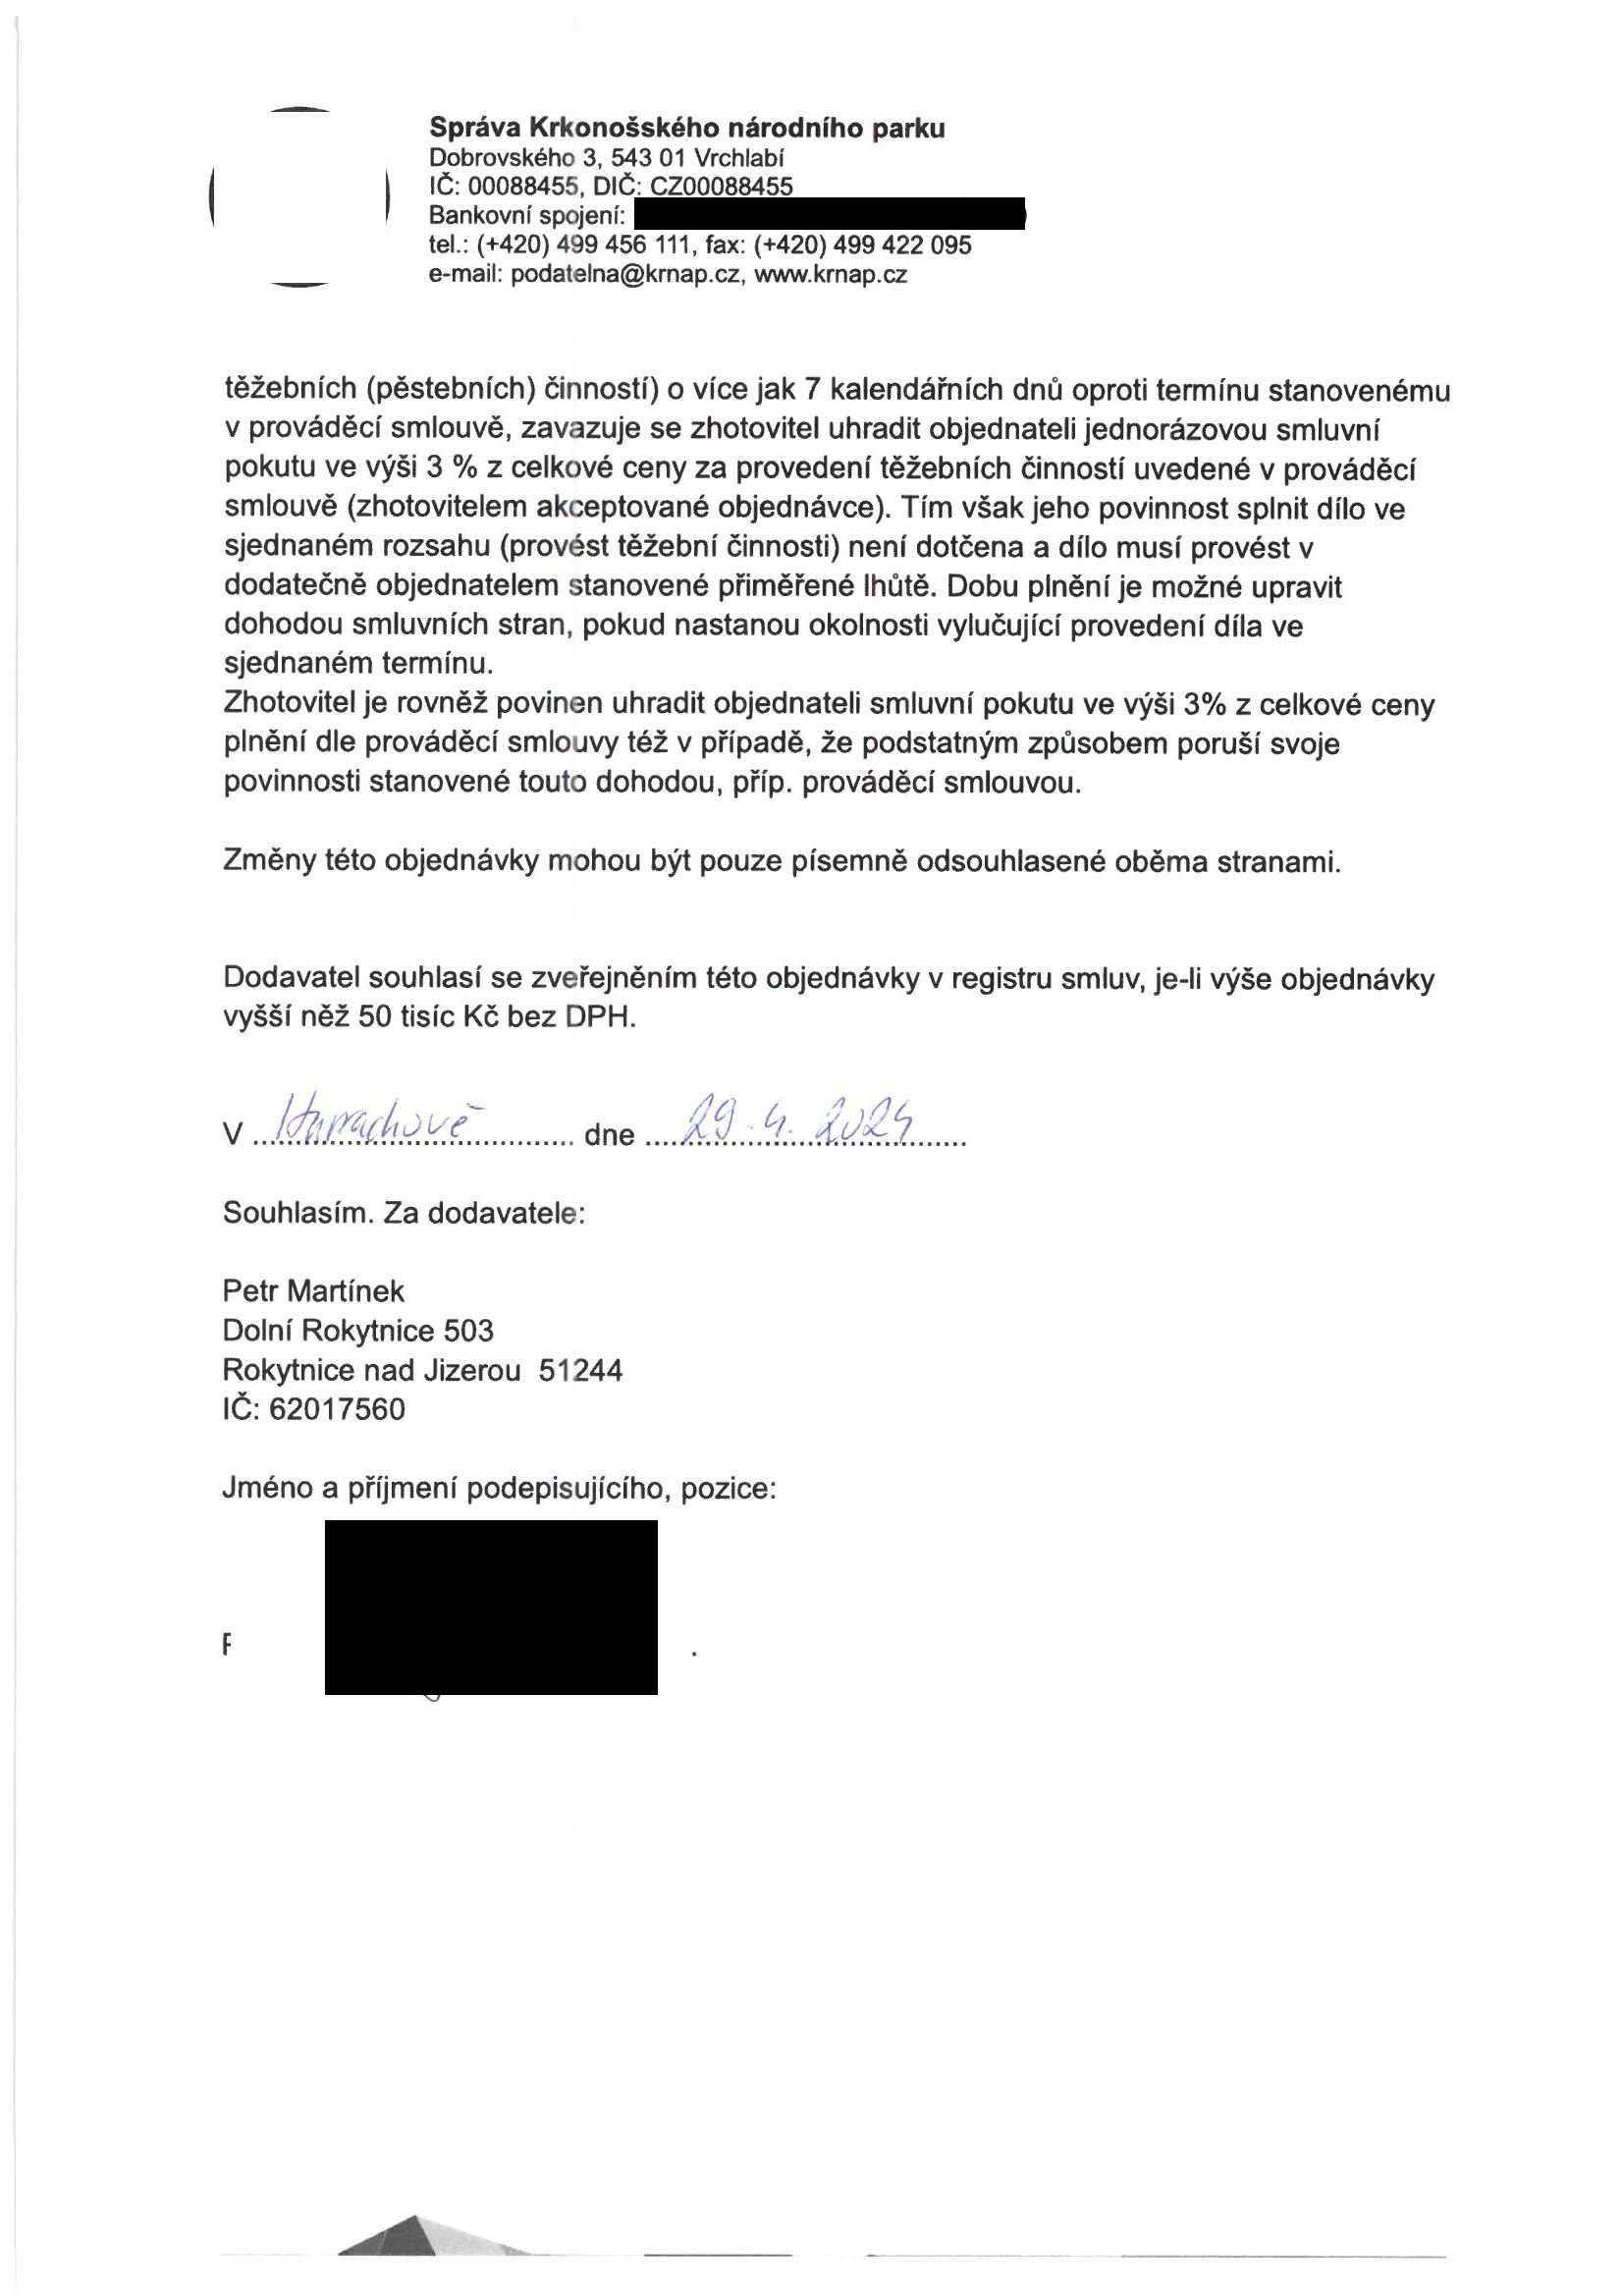 Správa Krkonošského národního parku
Dobrovského 3, 543 01 Vrchlabí
IČ: 00088455, DIČ: CZ00088455
Bankovní spojení:
tel.: (+420) 499 456 111, fax: (+420) 499 422 095
e-mail: podatelna@krnap.cz, www.krnap.cz
těžebních (pěstebních) činností) o více jak 7 kalendářních dnů oproti termínu stanovenému
v prováděcí smlouvě, zavazuje se zhotovitel uhradit objednateli jednorázovou smluvní
pokutu ve výši 3 % z celkové ceny za provedení těžebních činností uvedené v prováděcí
smlouvě (zhotovitelem akceptované objednávce). Tím však jeho povinnost splnit dílo ve
sjednaném rozsahu (provést těžební činnosti) není dotčena a dílo musí provést v
dodatečně objednatelem stanovené přiměřené lhůtě. Dobu plnění je možné upravit
dohodou smluvních stran, pokud nastanou okolnosti vylučující provedení díla ve
sjednaném termínu.
Zhotovitel je rovněž povinen uhradit objednateli smluvní pokutu ve výši 3% z celkové ceny
plnění dle prováděcí smlouvy též v případě, že podstatným způsobem poruší svoje
povinnosti stanovené touto dohodou, příp. prováděcí smlouvou.
Změny této objednávky mohou být pouze písemně odsouhlasené oběma stranami.
Dodavatel souhlasí se zveřejněním této objednávky v registru smluv, je-li výše objednávky
vyšší něž 50 tisíc Kč bez DPH.
V Harrachově dne 29.4. 2024
Souhlasím. Za dodavatele:
Petr Martínek
Dolní Rokytnice 503
Rokytnice nad Jizerou 51244
IČ: 62017560
Jméno a příjmení podepisujícího, pozice: